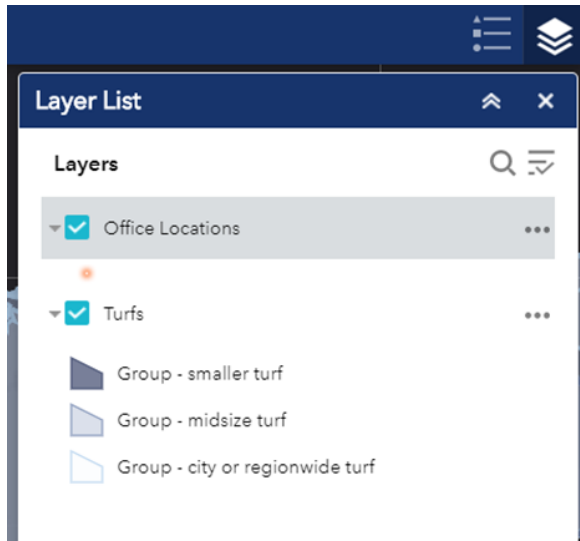 Layer List
Layers
Office Locations
Turfs
Group - smaller turf
Group - midsize turf
Group - city or regionwide turf